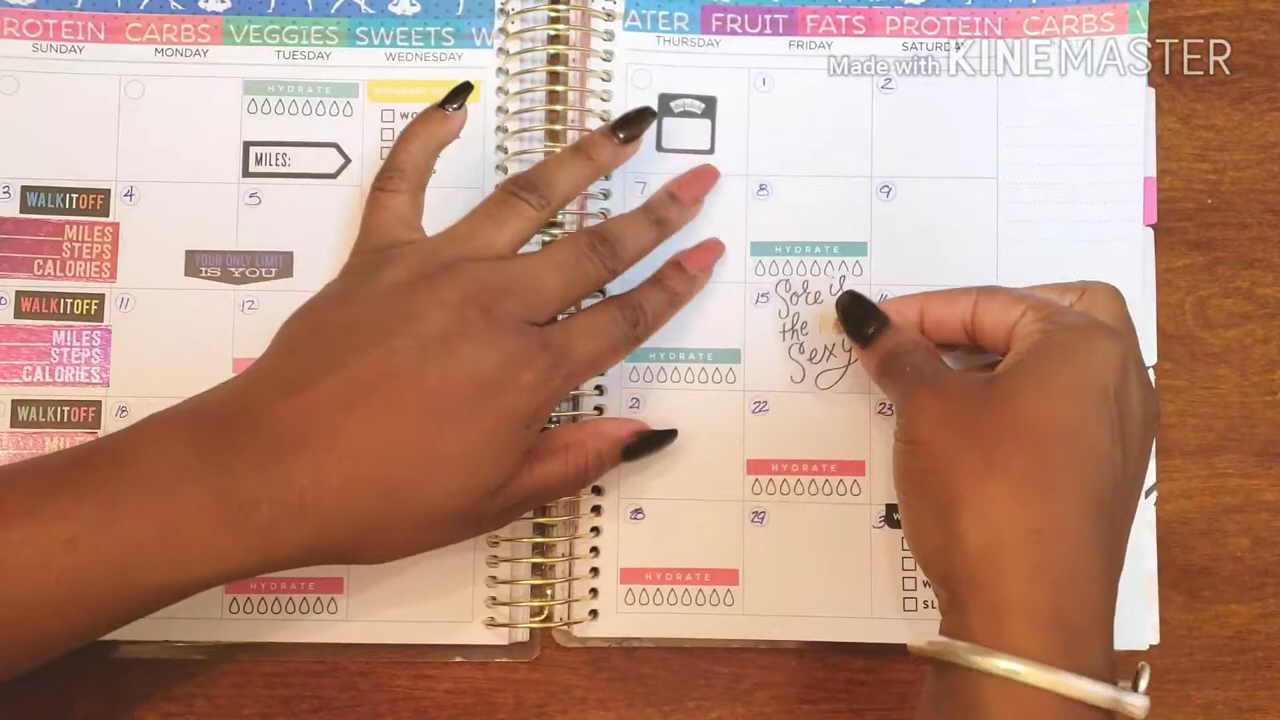 ROTEIN CARBS VEGGIES SWEETS W
ATER FRUIT FATS PROTEIN CARBS V
SUNDAY MONDAY TUESDAY WEDNESDAY
THURSDAY FRIDAY SATURDAY
Made with KINEMASTER
HYDRATE
MILES:
1
2
3
WALKITOFF
4
5
MILES
STEPS
CALORIES
YOUR ONLY LIMIT
IS YOU
7
8
9
HYDRATE
WALKITOFF
11
12
MILES
STEPS
CALORIES
15
Sore is
the
Sexy
HYDRATE
WALKITOFF
18
21
22
23
HYDRATE
28
29
HYDRATE
HYDRATE